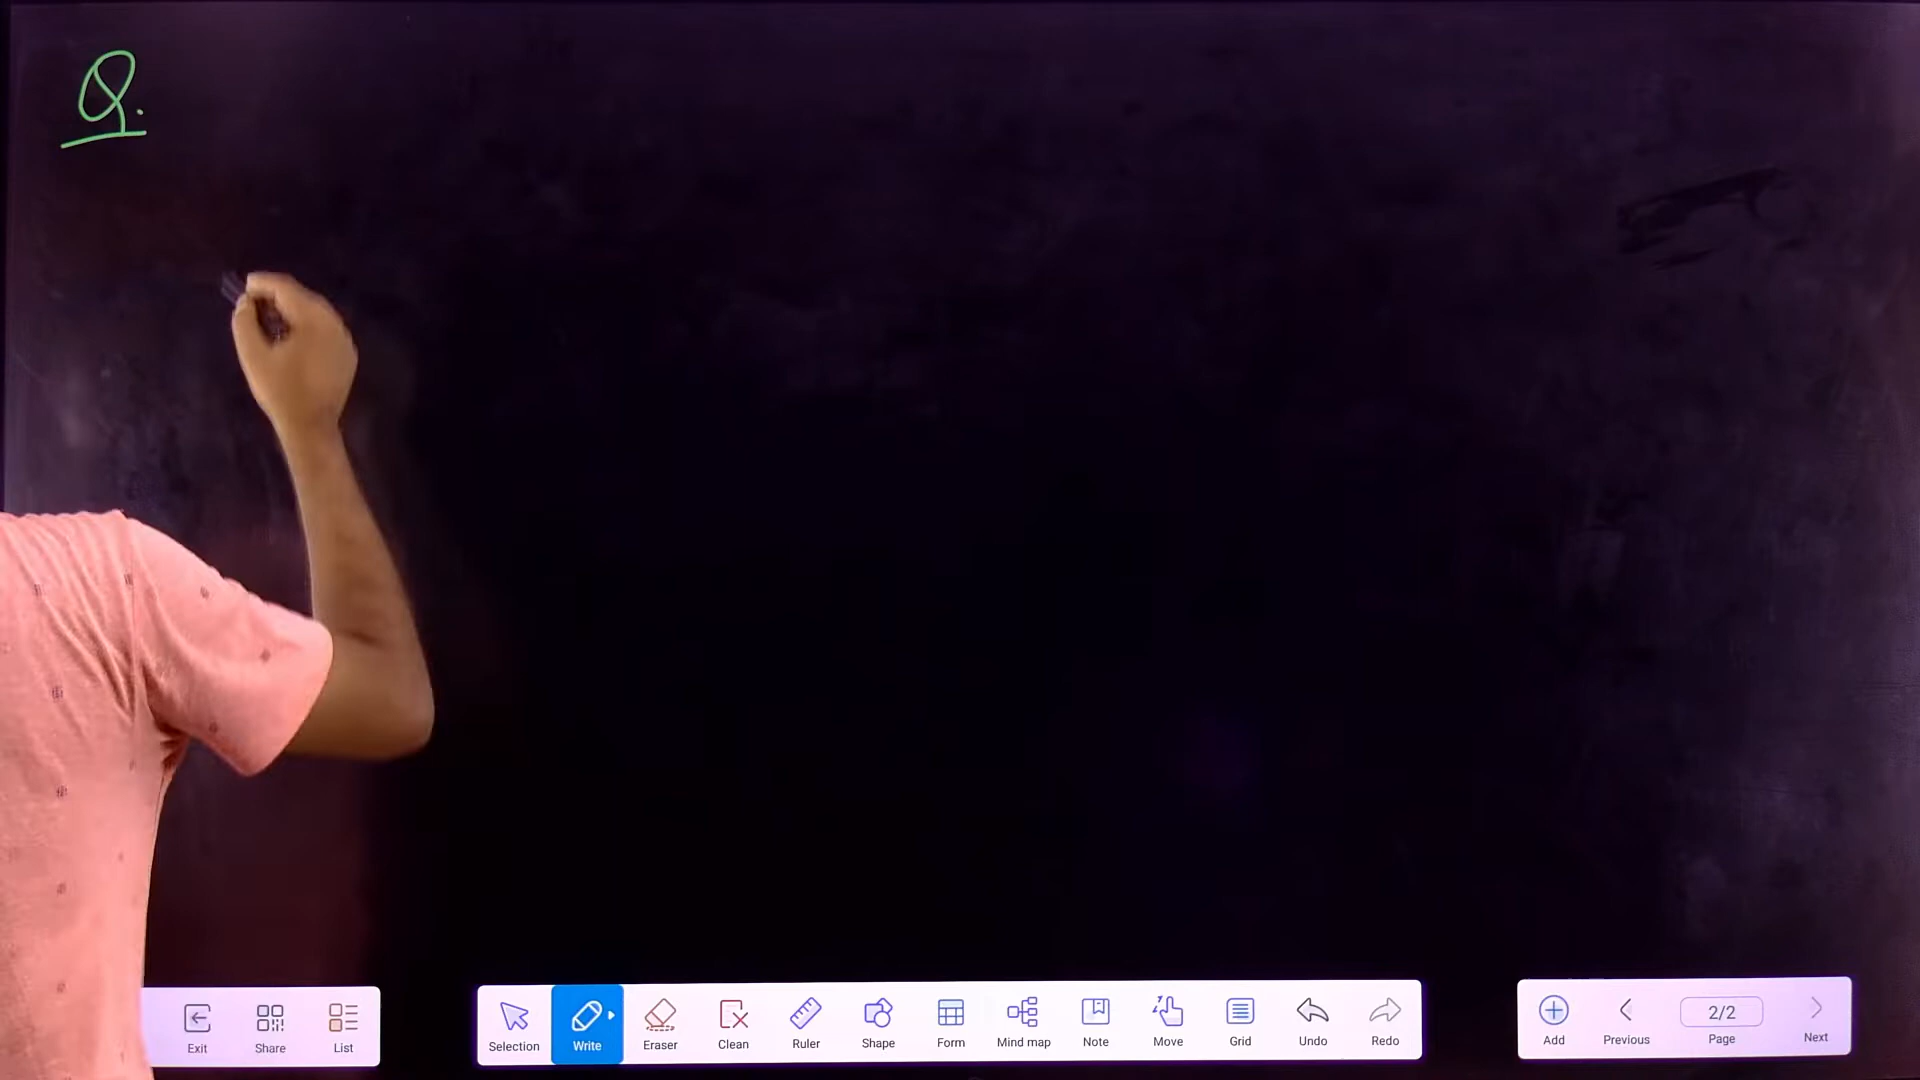 Q.
Exit Share List Selection Write Eraser Clean Ruler Shape Form Mind map Note Move Grid Undo Redo Add Previous 2/2 Page Next